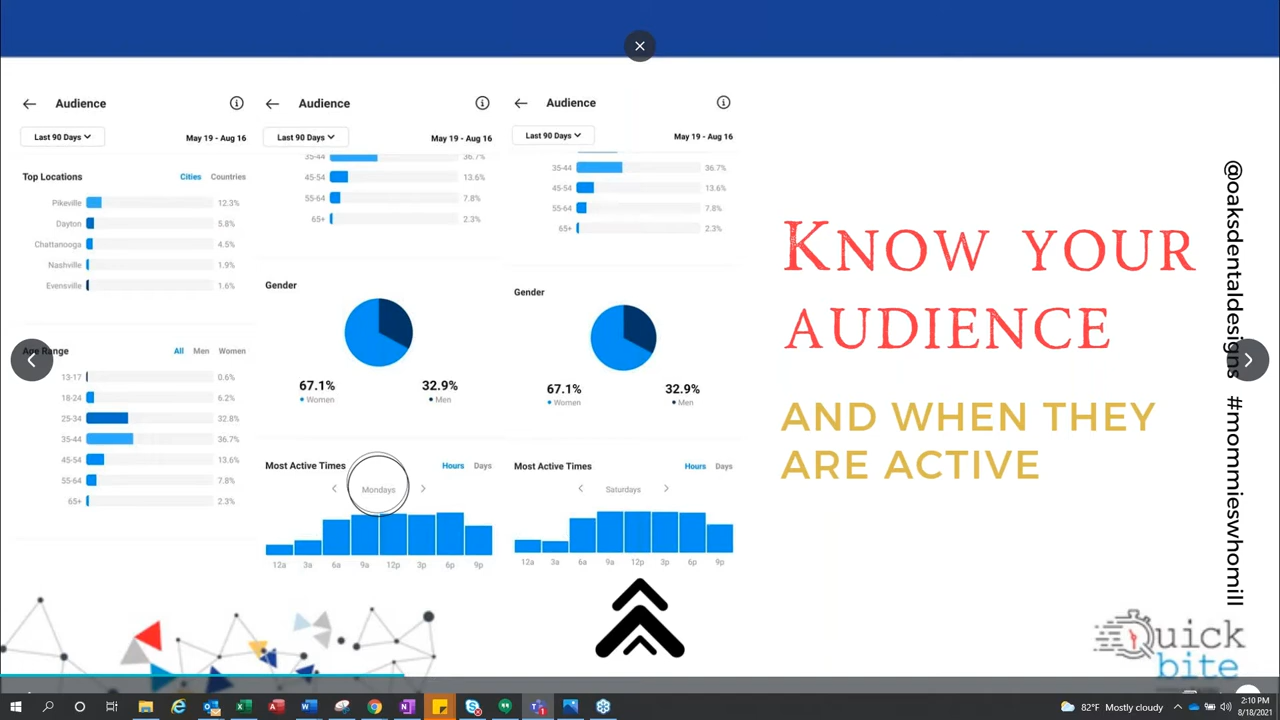 Audience
Last 90 Days
May 19 - Aug 16
Top Locations
Cities Countries
Pikeville 12.3%
Dayton 5.8%
Chattanooga 4.5%
Nashville 1.9%
Evensville 1.6%
Age Range
All Men Women
13-17 0.6%
18-24 6.2%
25-34 32.8%
35-44 36.7%
45-54 13.6%
55-64 7.8%
65+ 2.3%
Audience
Last 90 Days
May 19 - Aug 16
35-44 36.7%
45-54 13.6%
55-64 7.8%
65+ 2.3%
Gender
67.1% 32.9%
Women Men
Most Active Times
Hours Days
Mondays
12a 3a 6a 9a 12p 3p 6p 9p
Audience
Last 90 Days
May 19 - Aug 16
35-44 36.7%
45-54 13.6%
55-64 7.8%
65+ 2.3%
Gender
67.1% 32.9%
Women Men
Most Active Times
Hours Days
Saturdays
12a 3a 6a 9a 12p 3p 6p 9p
KNOW YOUR
AUDIENCE
AND WHEN THEY
ARE ACTIVE
@oaksdentaldesigns #mommieswhomill
Quick
bite
82°F Mostly cloudy
2:10 PM
8/18/2021